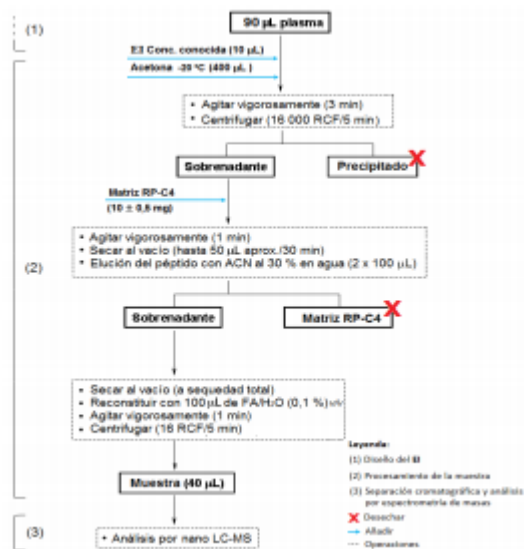 (1)
90 µL plasma
E3 Conc. conocida (10 µL)
Acetona -20 °C (400 µL)
• Agitar vigorosamente (3 min)
• Centrifugar (16 000 RCF/5 min)
Sobrenadante
Precipitado
Matriz RP-C4
(10 ± 0,5 mg)
• Agitar vigorosamente (1 min)
• Secar al vacío (hasta 50 µL aprox./30 min)
• Elución del péptido con ACN al 30 % en agua (2 x 100 µL)
(2)
Sobrenadante
Matriz RP-C4
• Secar al vacío (a sequedad total)
• Reconstituir con 100 µL de FA/H₂O (0,1 %) v/v
• Agitar vigorosamente (1 min)
• Centrifugar (16 RCF/5 min)
Muestra (40 µL)
(3)
• Análisis por nano LC-MS
Leyenda:
(1) Diseño del EI
(2) Procesamiento de la muestra
(3) Separación cromatográfica y análisis
por espectrometría de masas
Desechar
Añadir
Operaciones